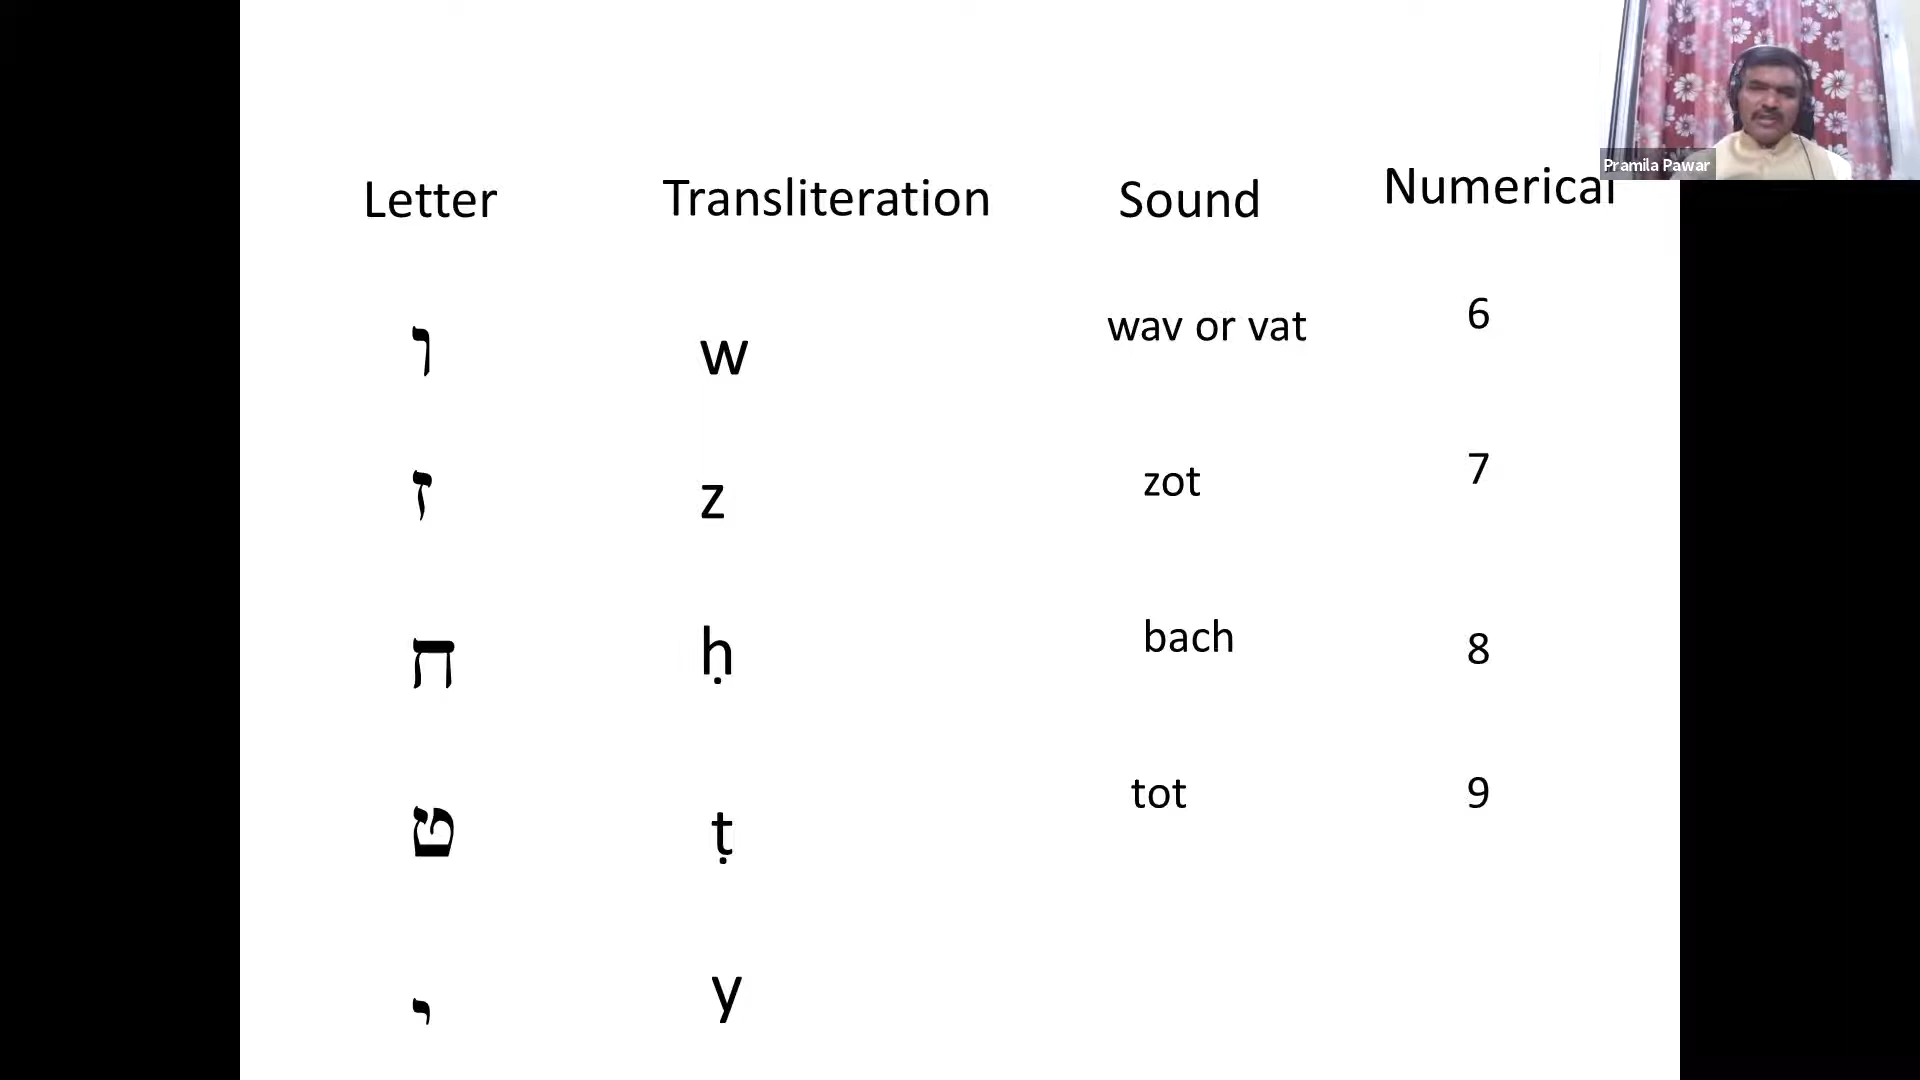 Pramila Pawar
Letter Transliteration Sound Numerical
ו w wav or vat 6
ז z zot 7
ח ḥ bach 8
ט ṭ tot 9
י y